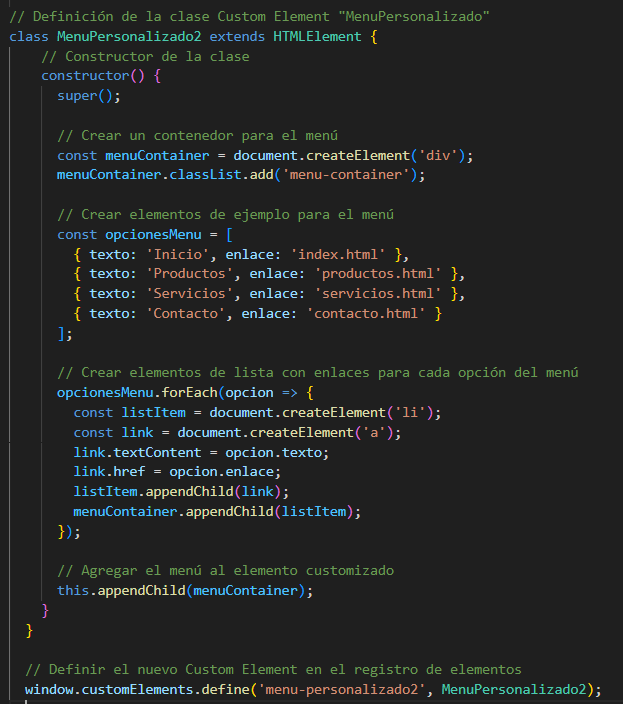 // Definición de la clase Custom Element "MenuPersonalizado"
class MenuPersonalizado2 extends HTMLElement {
    // Constructor de la clase
    constructor() {
      super();

      // Crear un contenedor para el menú
      const menuContainer = document.createElement('div');
      menuContainer.classList.add('menu-container');

      // Crear elementos de ejemplo para el menú
      const opcionesMenu = [
        { texto: 'Inicio', enlace: 'index.html' },
        { texto: 'Productos', enlace: 'productos.html' },
        { texto: 'Servicios', enlace: 'servicios.html' },
        { texto: 'Contacto', enlace: 'contacto.html' }
      ];

      // Crear elementos de lista con enlaces para cada opción del menú
      opcionesMenu.forEach(opcion => {
        const listItem = document.createElement('li');
        const link = document.createElement('a');
        link.textContent = opcion.texto;
        link.href = opcion.enlace;
        listItem.appendChild(link);
        menuContainer.appendChild(listItem);
      });

      // Agregar el menú al elemento customizado
      this.appendChild(menuContainer);
    }
  }

  // Definir el nuevo Custom Element en el registro de elementos
  window.customElements.define('menu-personalizado2', MenuPersonalizado2);